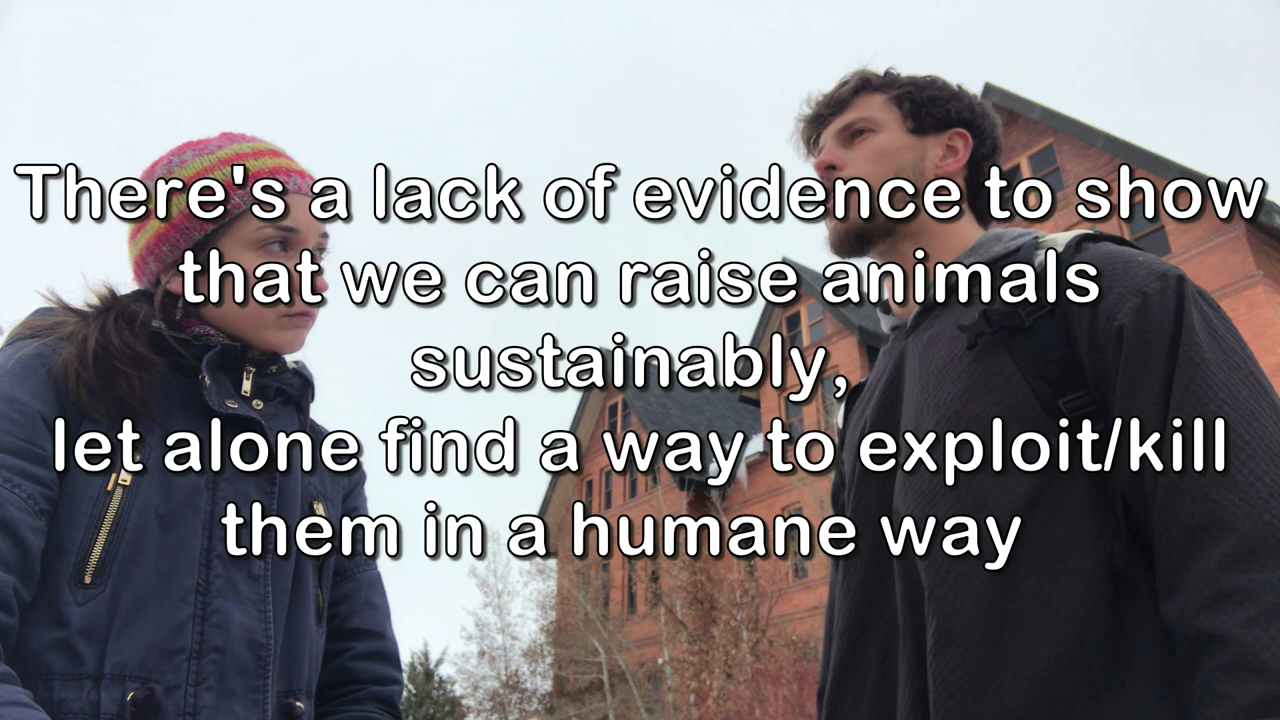 There's a lack of evidence to show
that we can raise animals
sustainably,
let alone find a way to exploit/kill
them in a humane way